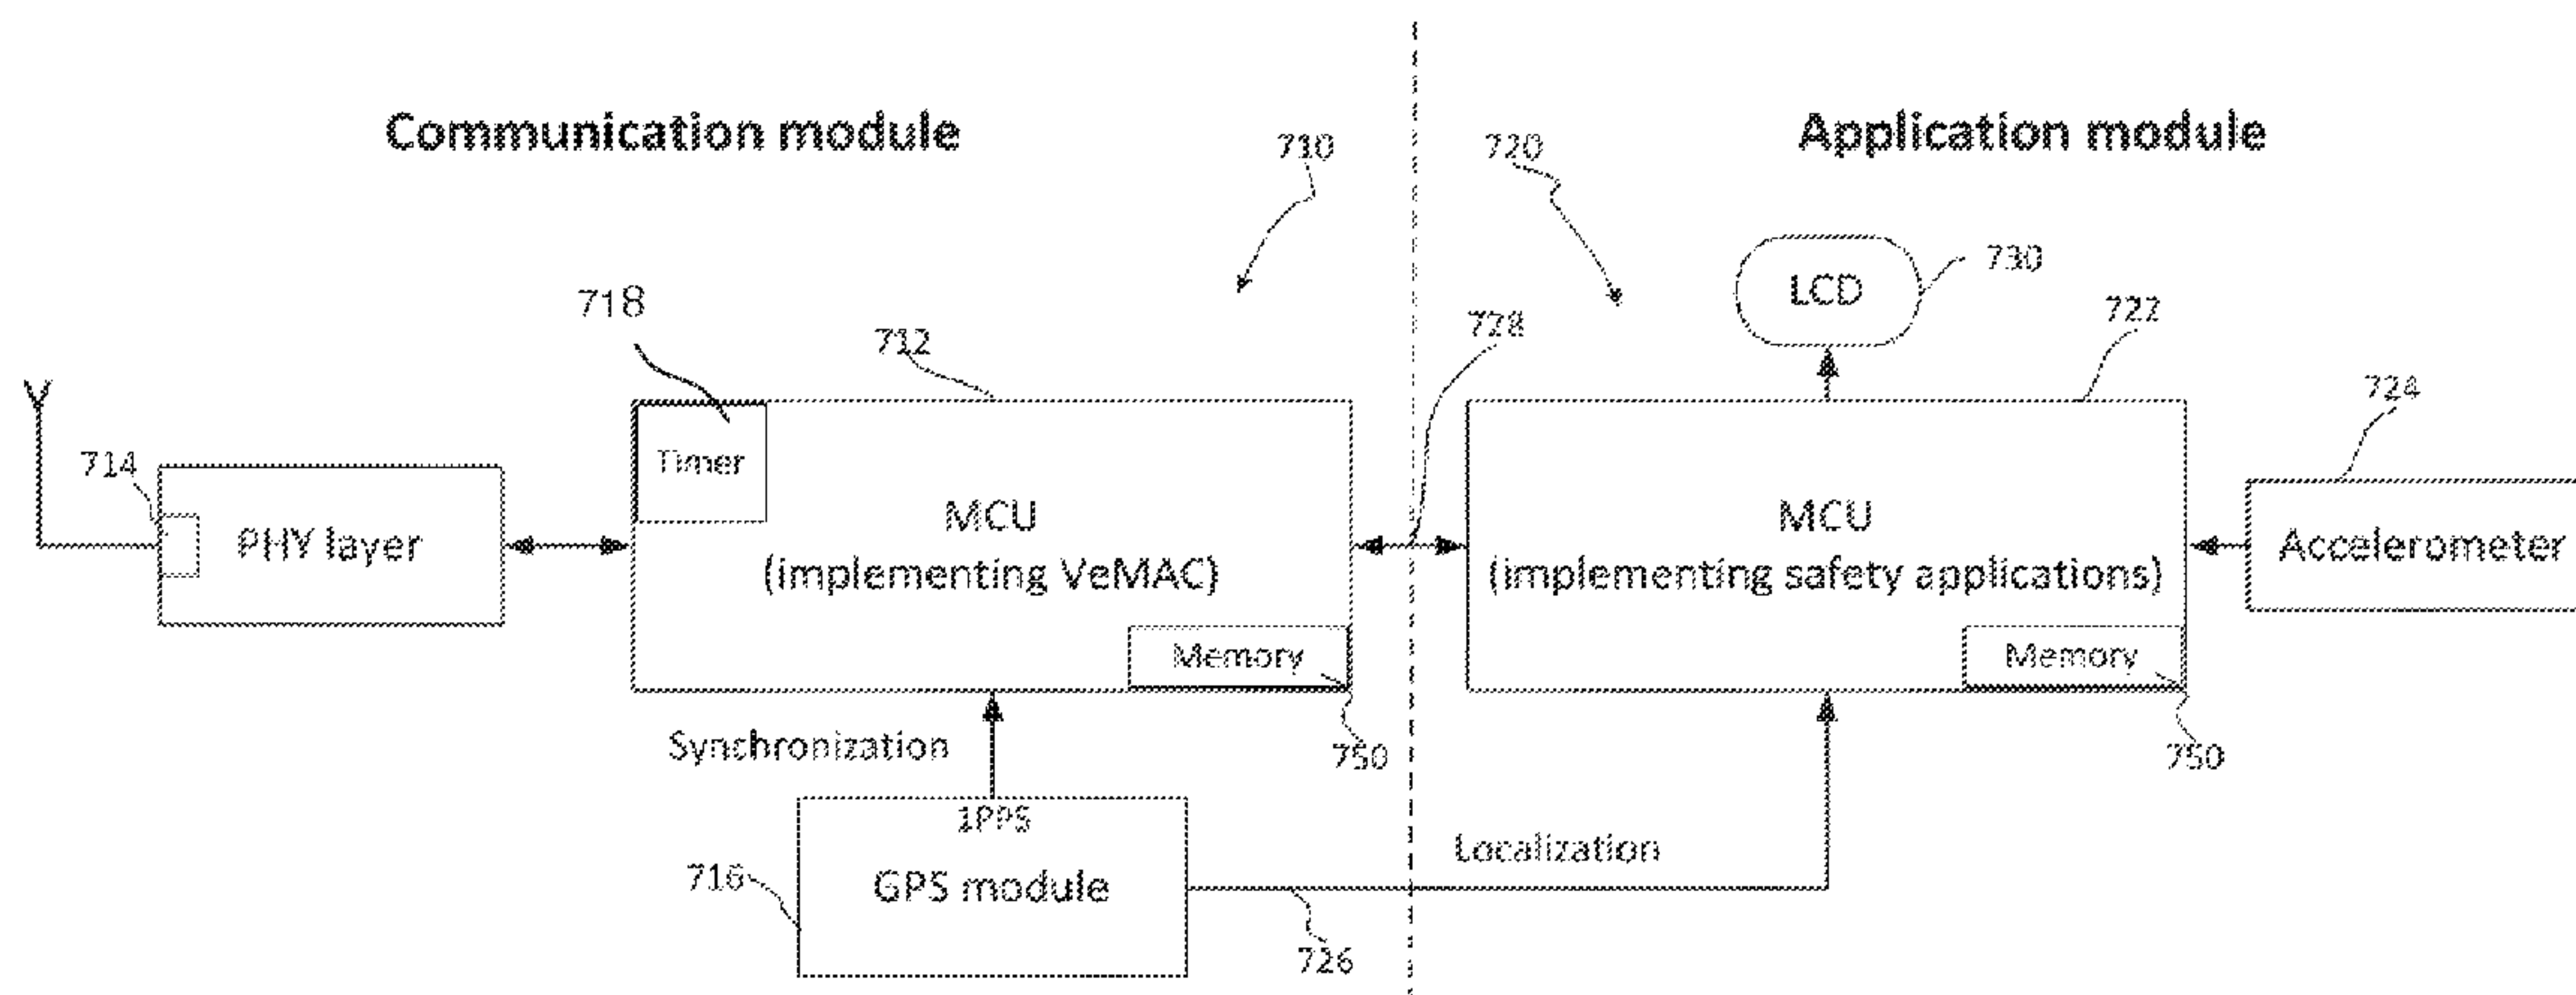 Communication module
Application module
710
720
730
LCD
718
712
728
722
724
714
Timer
PHY layer
MCU
(implementing VeMAC)
MCU
(implementing safety applications)
Accelerometer
Memory
Memory
Synchronization
750
750
1PPS
Localization
716
GPS module
726